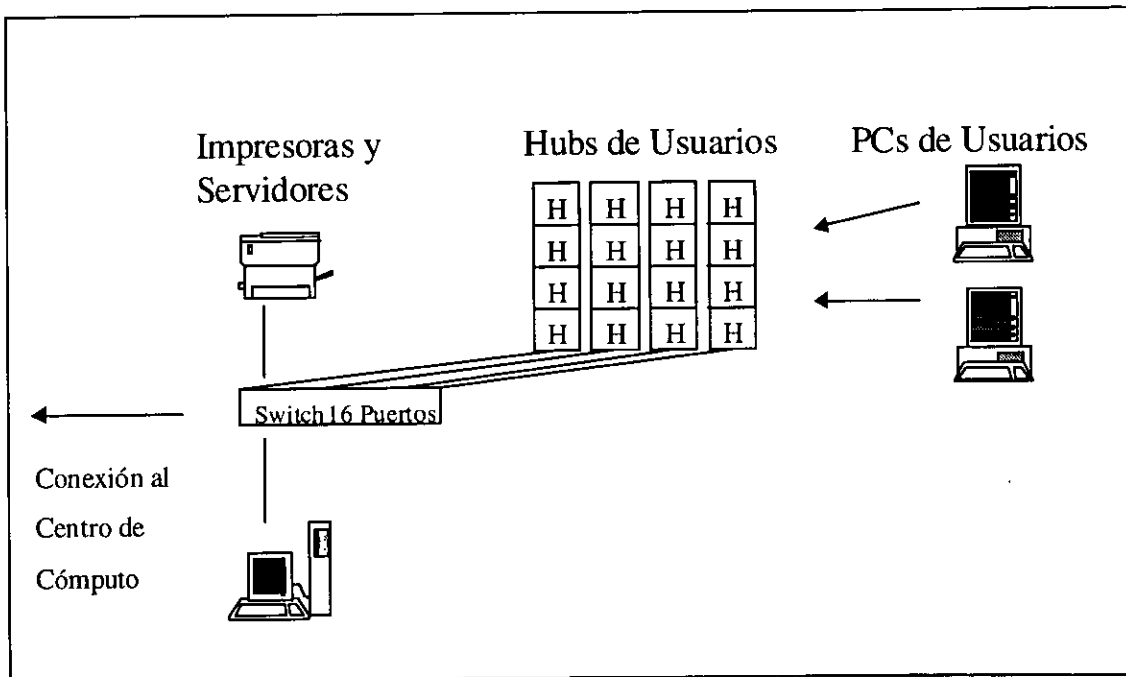 Impresoras y
Servidores
Hubs de Usuarios
PCs de Usuarios
H H H H
H H H H
H H H H
H H H H
Switch 16 Puertos
Conexión al
Centro de
Cómputo